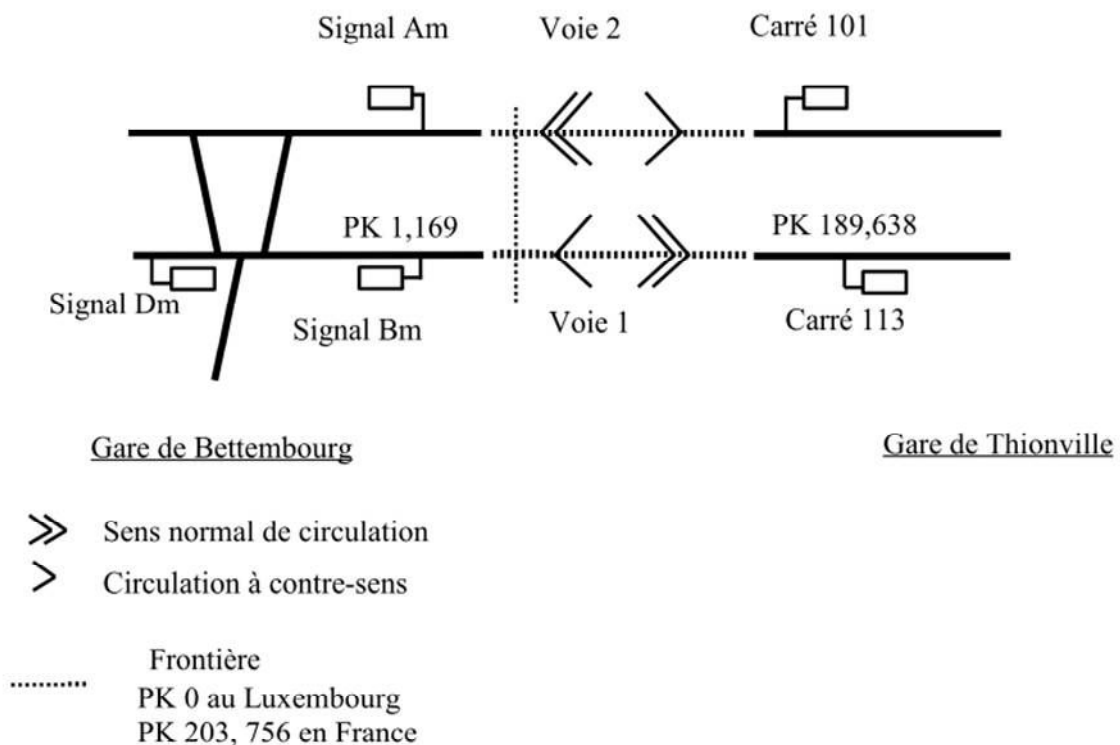 Signal Am
Voie 2
Carré 101
PK 1,169
PK 189,638
Signal Dm
Signal Bm
Voie 1
Carré 113
Gare de Bettembourg
Gare de Thionville
Sens normal de circulation
Circulation à contre-sens
Frontière
PK 0 au Luxembourg
PK 203, 756 en France